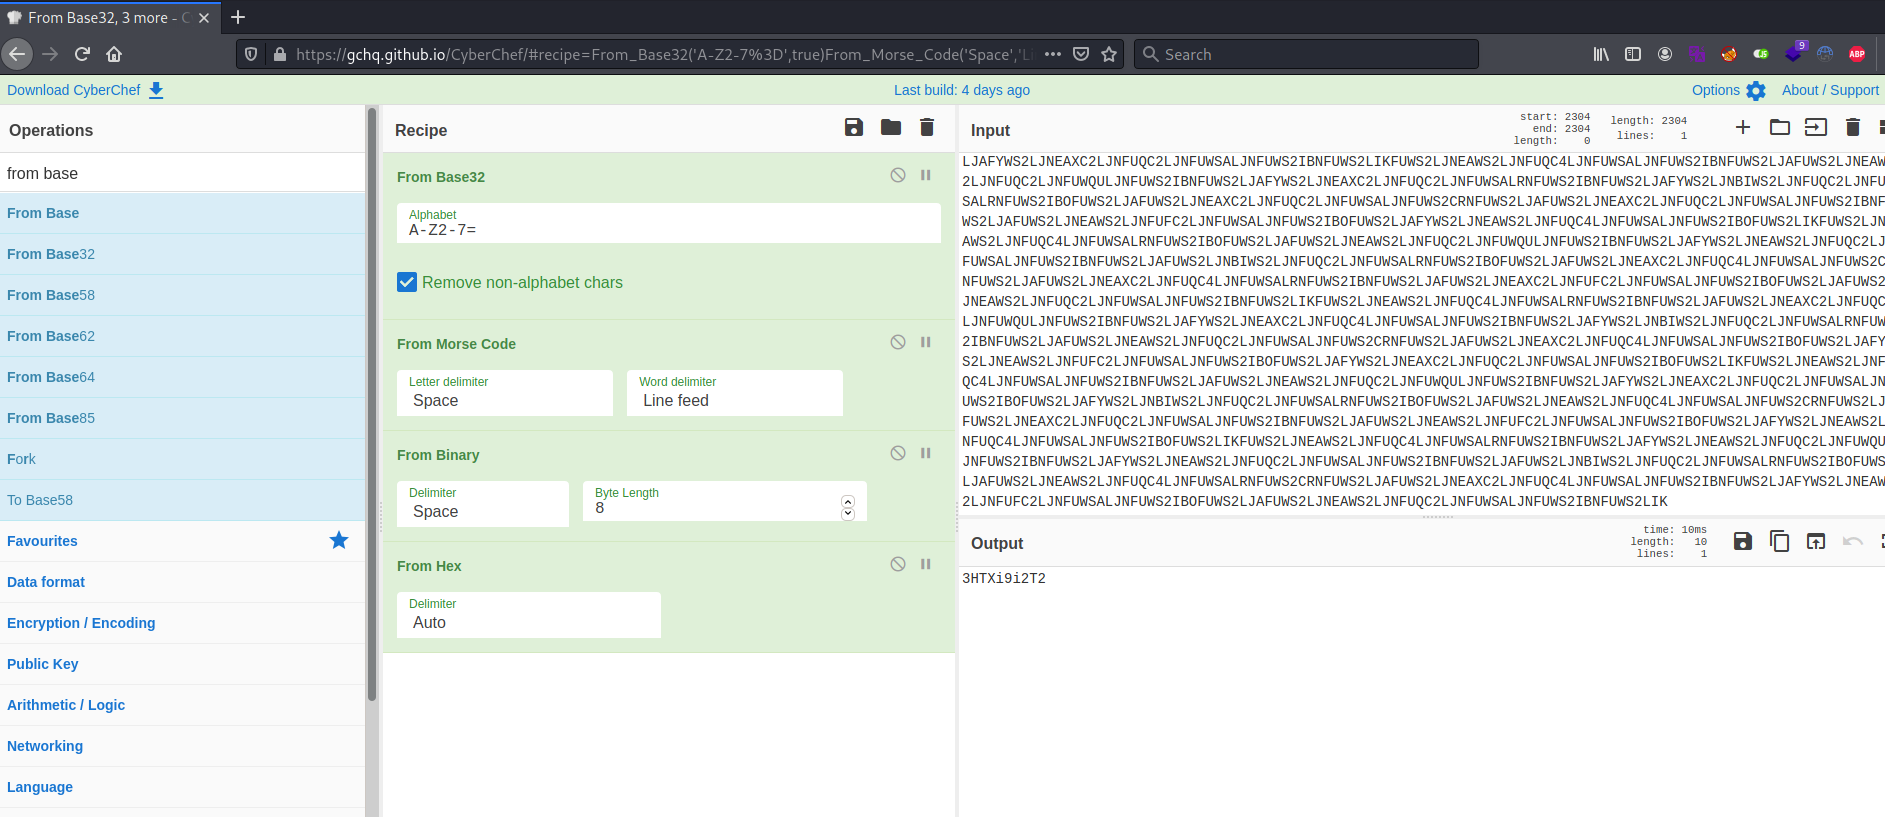 From Base32, 3 more - C
https://gchq.github.io/CyberChef/#recipe=From_Base32('A-Z2-7%3D',true)From_Morse_Code('Space','Li
Search
9
JS
ABP
Download CyberChef
Last build: 4 days ago
Options
About / Support
Operations
from base
From Base
From Base32
From Base58
From Base62
From Base64
From Base85
Fork
To Base58
Favourites
Data format
Encryption / Encoding
Public Key
Arithmetic / Logic
Networking
Language
Recipe
From Base32
Alphabet
A-Z2-7=
Remove non-alphabet chars
From Morse Code
Letter delimiter
Space
Word delimiter
Line feed
From Binary
Delimiter
Space
Byte Length
8
From Hex
Delimiter
Auto
Input
start: 2304
end: 2304
length: 0
length: 2304
lines: 1
LJAFYWS2LJNEAXC2LJNFUQC2LJNFUWSALJNFUWS2IBNFUWS2LIKFUWS2LJNEAWS2LJNFUQC4LJNFUWSALJNFUWS2IBNFUWS2LJAFUWS2LJNEAW
2LJNFUQC2LJNFUWQULJNFUWS2IBNFUWS2LJAFYWS2LJNEAXC2LJNFUQC2LJNFUWSALRNFUWS2IBNFUWS2LJAFYWS2LJNBIWS2LJNFUQC2LJNFU
SALRNFUWS2IBOFUWS2LJAFUWS2LJNEAXC2LJNFUQC2LJNFUWSALJNFUWS2CRNFUWS2LJAFUWS2LJNEAXC2LJNFUQC2LJNFUWSALJNFUWS2IBNF
WS2LJAFUWS2LJNEAWS2LJNFUFC2LJNFUWSALJNFUWS2IBOFUWS2LJAFYWS2LJNEAWS2LJNFUQC4LJNFUWSALJNFUWS2IBOFUWS2LIKFUWS2LJN
AWS2LJNFUQC4LJNFUWSALRNFUWS2IBOFUWS2LJAFUWS2LJNEAWS2LJNFUQC2LJNFUWQULJNFUWS2IBNFUWS2LJAFYWS2LJNEAWS2LJNFUQC2LJ
FUWSALJNFUWS2IBNFUWS2LJAFUWS2LJNBIWS2LJNFUQC2LJNFUWSALRNFUWS2IBOFUWS2LJAFUWS2LJNEAXC2LJNFUQC4LJNFUWSALJNFUWS2C
NFUWS2LJAFUWS2LJNEAXC2LJNFUQC4LJNFUWSALRNFUWS2IBNFUWS2LJAFUWS2LJNEAXC2LJNFUFC2LJNFUWSALJNFUWS2IBOFUWS2LJAFUWS2
JNEAWS2LJNFUQC2LJNFUWSALJNFUWS2IBNFUWS2LIKFUWS2LJNEAWS2LJNFUQC4LJNFUWSALRNFUWS2IBNFUWS2LJAFUWS2LJNEAXC2LJNFUQC
LJNFUWQULJNFUWS2IBNFUWS2LJAFYWS2LJNEAXC2LJNFUQC4LJNFUWSALJNFUWS2IBNFUWS2LJAFYWS2LJNBIWS2LJNFUQC2LJNFUWSALRNFUW
2IBNFUWS2LJAFUWS2LJNEAWS2LJNFUQC2LJNFUWSALJNFUWS2CRNFUWS2LJAFUWS2LJNEAXC2LJNFUQC4LJNFUWSALJNFUWS2IBOFUWS2LJAFY
S2LJNEAWS2LJNFUFC2LJNFUWSALJNFUWS2IBOFUWS2LJAFYWS2LJNEAXC2LJNFUQC2LJNFUWSALJNFUWS2IBOFUWS2LIKFUWS2LJNEAWS2LJNF
QC4LJNFUWSALJNFUWS2IBNFUWS2LJAFUWS2LJNEAWS2LJNFUQC2LJNFUWQULJNFUWS2IBNFUWS2LJAFYWS2LJNEAXC2LJNFUQC2LJNFUWSALJN
UWS2IBOFUWS2LJAFYWS2LJNBIWS2LJNFUQC2LJNFUWSALRNFUWS2IBOFUWS2LJAFUWS2LJNEAWS2LJNFUQC4LJNFUWSALJNFUWS2CRNFUWS2LJ
FUWS2LJNEAXC2LJNFUQC2LJNFUWSALJNFUWS2IBNFUWS2LJAFUWS2LJNEAWS2LJNFUFC2LJNFUWSALJNFUWS2IBOFUWS2LJAFYWS2LJNEAWS2L
NFUQC4LJNFUWSALJNFUWS2IBOFUWS2LIKFUWS2LJNEAWS2LJNFUQC4LJNFUWSALRNFUWS2IBNFUWS2LJAFYWS2LJNEAWS2LJNFUQC2LJNFUWQU
JNFUWS2IBNFUWS2LJAFYWS2LJNEAWS2LJNFUQC2LJNFUWSALJNFUWS2IBNFUWS2LJAFUWS2LJNBIWS2LJNFUQC2LJNFUWSALRNFUWS2IBOFUWS
LJAFUWS2LJNEAWS2LJNFUQC4LJNFUWSALRNFUWS2CRNFUWS2LJAFUWS2LJNEAXC2LJNFUQC4LJNFUWSALJNFUWS2IBNFUWS2LJAFYWS2LJNEAW
2LJNFUFC2LJNFUWSALJNFUWS2IBOFUWS2LJAFUWS2LJNEAWS2LJNFUQC2LJNFUWSALJNFUWS2IBNFUWS2LIK
Output
time: 10ms
length: 10
lines: 1
3HTXi9i2T2